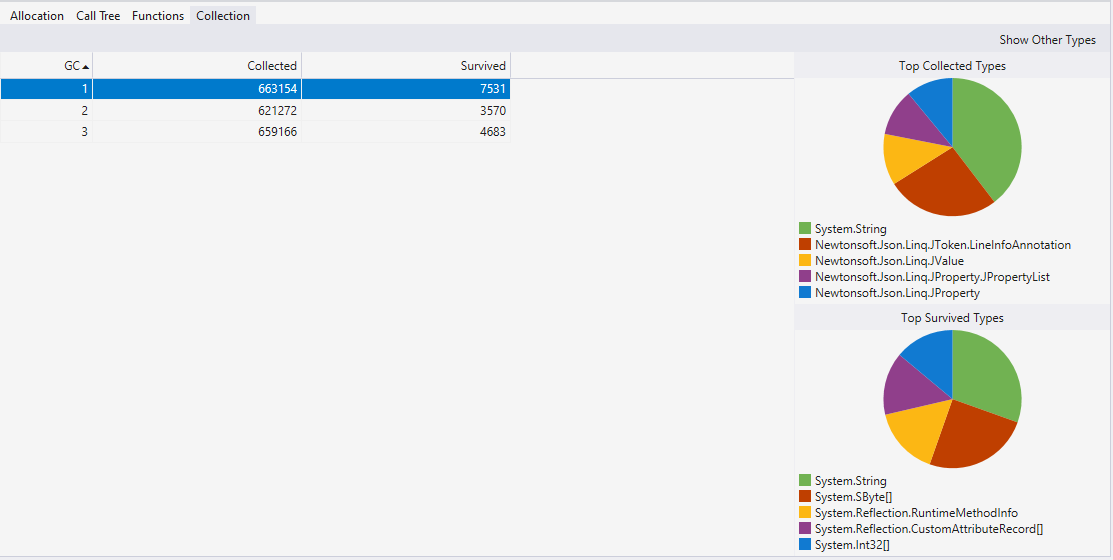 Allocation Call Tree Functions Collection
Show Other Types
GC Collected Survived
1 663154 7531
2 621272 3570
3 659166 4683
Top Collected Types
System.String
Newtonsoft.Json.Linq.JToken.LineInfoAnnotation
Newtonsoft.Json.Linq.JValue
Newtonsoft.Json.Linq.JProperty.JPropertyList
Newtonsoft.Json.Linq.JProperty
Top Survived Types
System.String
System.SByte[]
System.Reflection.RuntimeMethodInfo
System.Reflection.CustomAttributeRecord[]
System.Int32[]